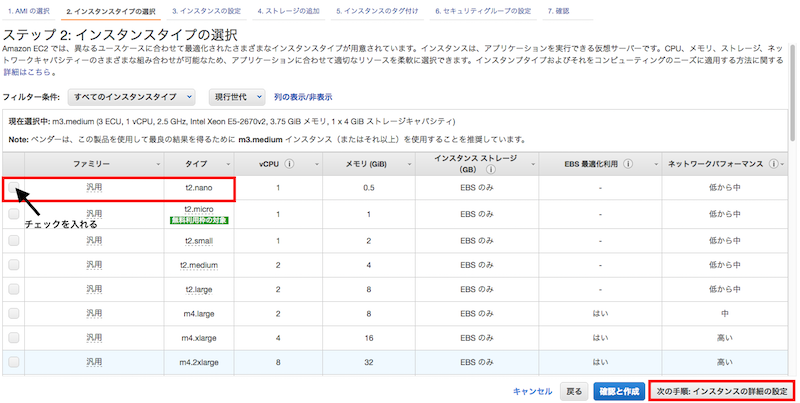 1. AMI の選択 2. インスタンスタイプの選択 3. インスタンスの設定 4. ストレージの追加 5. インスタンスのタグ付け 6. セキュリティグループの設定 7. 確認
ステップ 2: インスタンスタイプの選択
Amazon EC2 では、異なるユースケースに合わせて最適化されたさまざまなインスタンスタイプが用意されています。インスタンスは、アプリケーションを実行できる仮想サーバーです。CPU、メモリ、ストレージ、ネッ
トワークキャパシティーのさまざまな組み合わせが可能なため、アプリケーションに合わせて適切なリソースを柔軟に選択できます。インスタンプタイプおよびそれをコンピューティングのニーズに適用する方法に関する
詳細はこちら。
フィルター条件: すべてのインスタンスタイプ 現行世代 列の表示/非表示
現在選択中: m3.medium (3 ECU, 1 vCPU, 2.5 GHz, Intel Xeon E5-2670v2, 3.75 GiB メモリ, 1 x 4 GiB ストレージキャパシティ)
Note: ベンダーは、この製品を使用して最良の結果を得るために m3.medium インスタンス（またはそれ以上）を使用することを推奨しています。
ファミリー タイプ vCPU メモリ (GiB) インスタンス ストレージ (GB) EBS 最適化利用 ネットワークパフォーマンス
汎用 t2.nano 1 0.5 EBS のみ - 低から中
汎用 t2.micro 無料利用枠の対象 1 1 EBS のみ - 低から中
チェックを入れる
汎用 t2.small 1 2 EBS のみ - 低から中
汎用 t2.medium 2 4 EBS のみ - 低から中
汎用 t2.large 2 8 EBS のみ - 低から中
汎用 m4.large 2 8 EBS のみ はい 中
汎用 m4.xlarge 4 16 EBS のみ はい 高い
汎用 m4.2xlarge 8 32 EBS のみ はい 高い
キャンセル 戻る 確認と作成 次の手順: インスタンスの詳細の設定